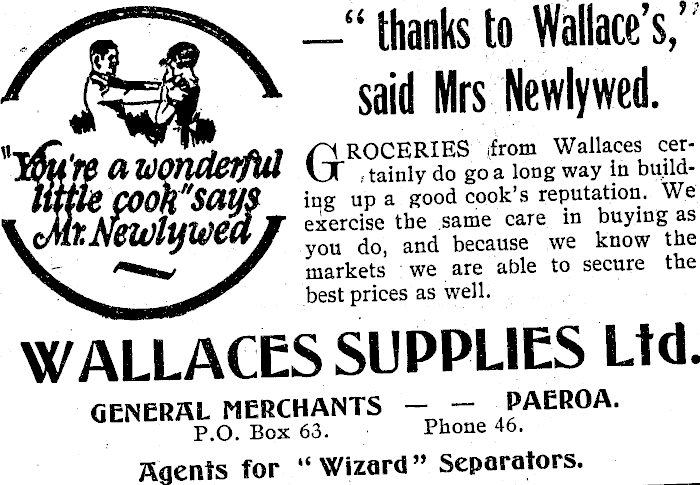 "You're a wonderful
little cook" says
Mr. Newlywed
—" thanks to Wallace's,"
said Mrs Newlywed.
GROCERIES from Wallaces cer-
tainly do go a long way in build-
ing up a good cook's reputation. We
exercise the same care in buying as
you do, and because we know the
markets we are able to secure the
best prices as well.
WALLACES SUPPLIES Ltd.
GENERAL MERCHANTS — — PAEROA.
P.O. Box 63. Phone 46.
Agents for "Wizard" Separators.